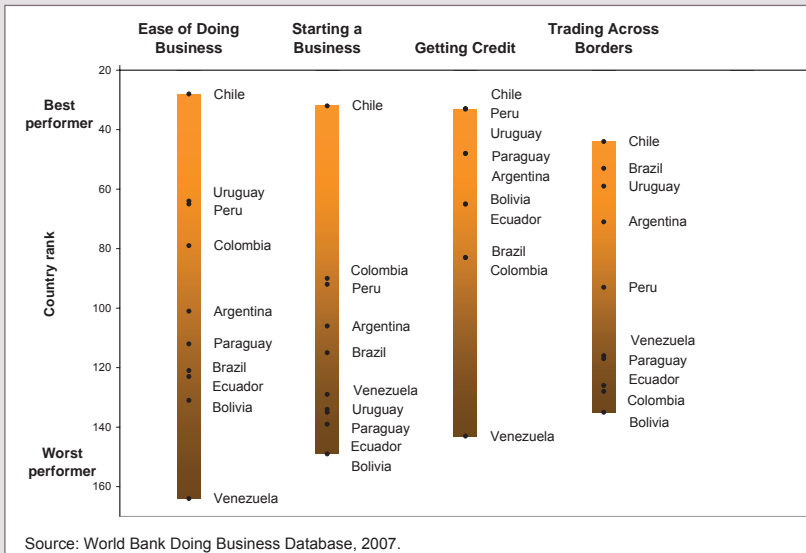 Ease of Doing
Business
Starting a
Business
Getting Credit
Trading Across
Borders
Best
performer
Country rank
Worst
performer
20
40
60
80
100
120
140
160
Chile
Uruguay
Peru
Colombia
Argentina
Paraguay
Brazil
Ecuador
Bolivia
Venezuela
Chile
Colombia
Peru
Argentina
Brazil
Venezuela
Uruguay
Paraguay
Ecuador
Bolivia
Chile
Peru
Uruguay
Paraguay
Argentina
Bolivia
Ecuador
Brazil
Colombia
Venezuela
Chile
Brazil
Uruguay
Argentina
Peru
Venezuela
Paraguay
Ecuador
Colombia
Bolivia
Source: World Bank Doing Business Database, 2007.